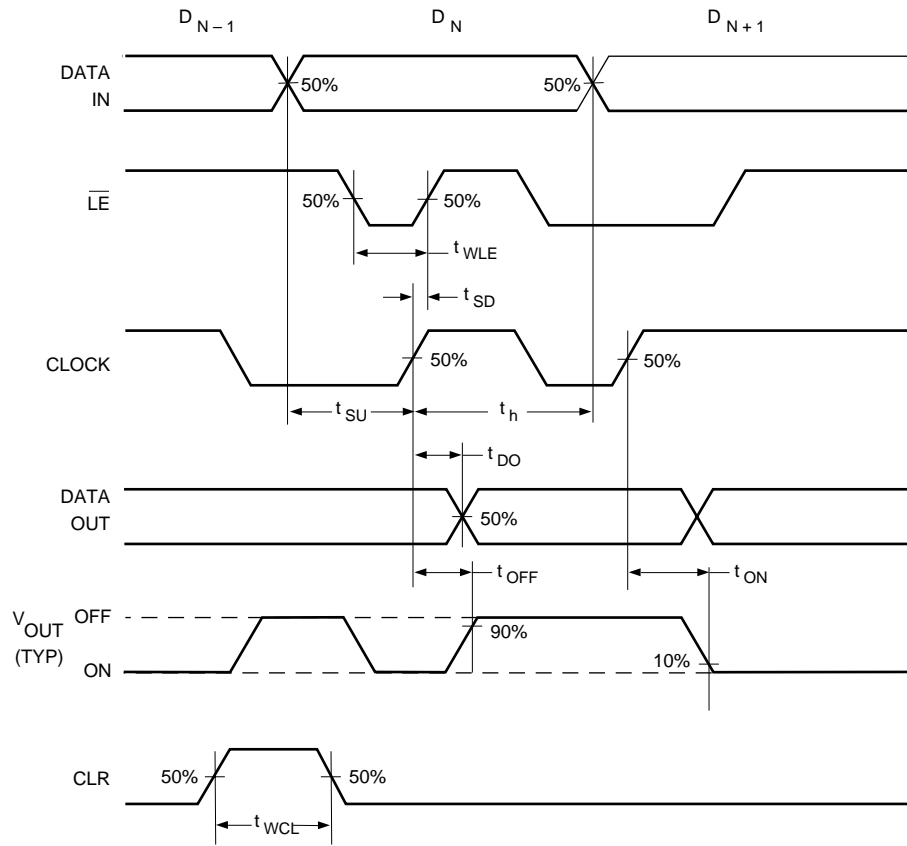 D N – 1 D N D N + 1
DATA IN
50% 50%
LE
50% 50%
t WLE
t SD
CLOCK
50% 50%
t SU t h
t DO
DATA OUT
50%
t OFF t ON
V OUT (TYP)
OFF
90%
ON
10%
CLR
50% 50%
t WCL